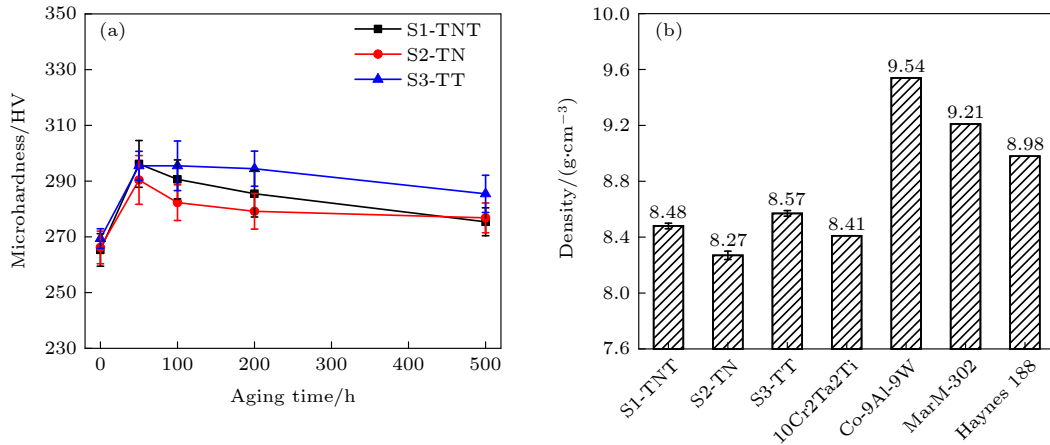 (a)
S1-TNT
S2-TN
S3-TT
350
330
310
290
270
250
230
0
100
200
300
400
500
Microhardness/HV
Aging time/h
(b)
10.0
9.6
9.2
8.8
8.4
8.0
7.6
Density/(g·cm⁻³)
8.48
8.27
8.57
8.41
9.54
9.21
8.98
S1-TNT
S2-TN
S3-TT
10Cr2Ta2Ti
Co-9Al-9W
MarM-302
Haynes 188